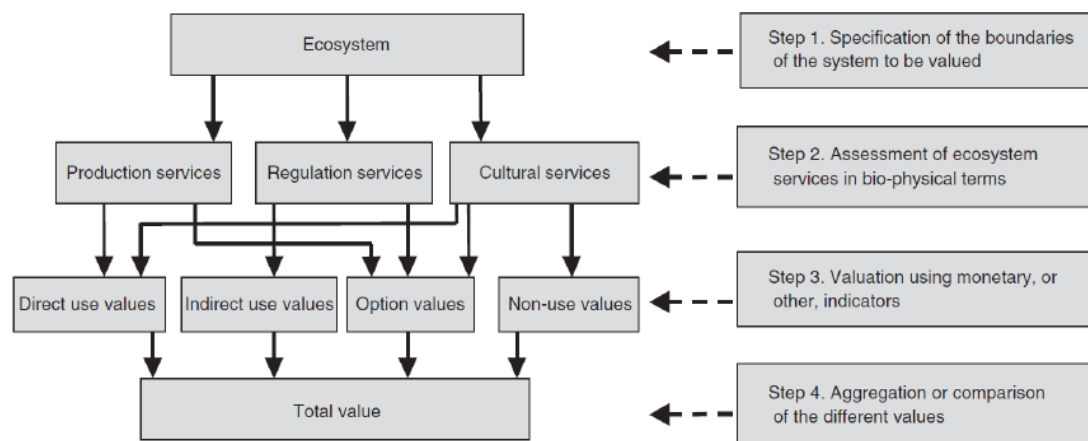 Ecosystem
Step 1. Specification of the boundaries
of the system to be valued
Production services
Regulation services
Cultural services
Step 2. Assessment of ecosystem
services in bio-physical terms
Direct use values
Indirect use values
Option values
Non-use values
Step 3. Valuation using monetary, or
other, indicators
Total value
Step 4. Aggregation or comparison
of the different values